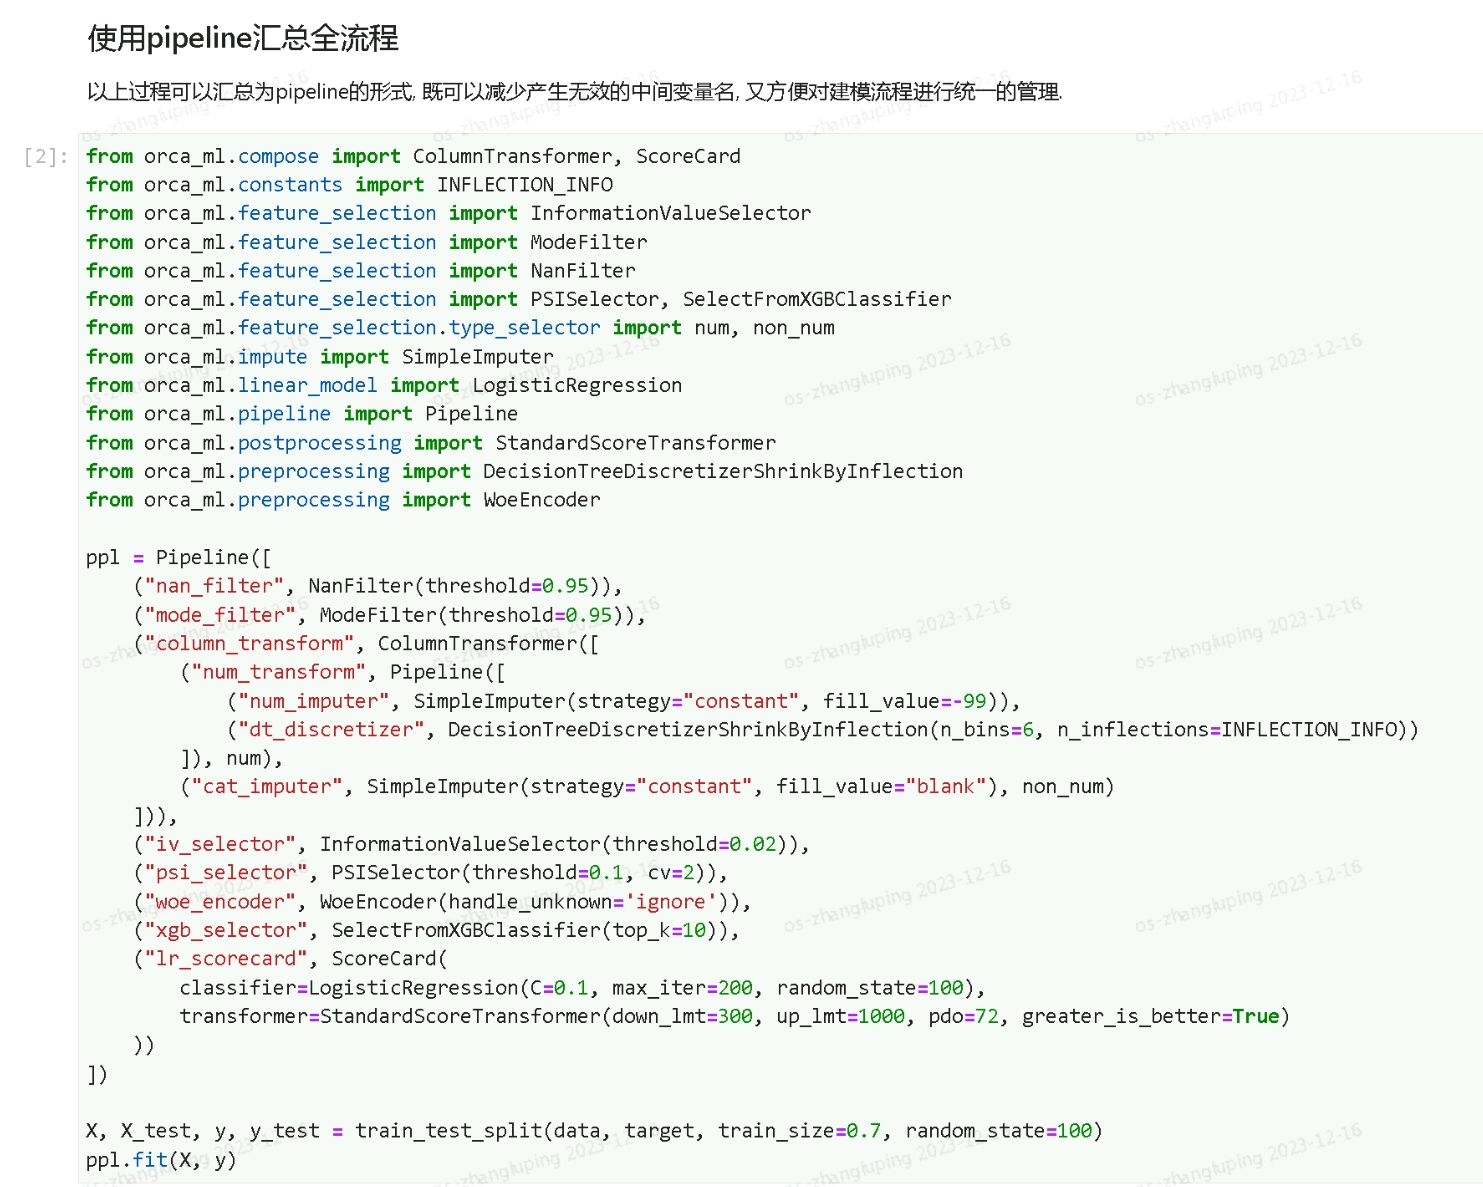 使用pipeline汇总全流程
以上过程可以汇总为pipeline的形式, 既可以减少产生无效的中间变量名, 又方便对建模流程进行统一的管理.
[2]:
from orca_ml.compose import ColumnTransformer, ScoreCard
from orca_ml.constants import INFLECTION_INFO
from orca_ml.feature_selection import InformationValueSelector
from orca_ml.feature_selection import ModeFilter
from orca_ml.feature_selection import NanFilter
from orca_ml.feature_selection import PSISelector, SelectFromXGBClassifier
from orca_ml.feature_selection.type_selector import num, non_num
from orca_ml.impute import SimpleImputer
from orca_ml.linear_model import LogisticRegression
from orca_ml.pipeline import Pipeline
from orca_ml.postprocessing import StandardScoreTransformer
from orca_ml.preprocessing import DecisionTreeDiscretizerShrinkByInflection
from orca_ml.preprocessing import WoeEncoder
ppl = Pipeline([
    ("nan_filter", NanFilter(threshold=0.95)),
    ("mode_filter", ModeFilter(threshold=0.95)),
    ("column_transform", ColumnTransformer([
        ("num_transform", Pipeline([
            ("num_imputer", SimpleImputer(strategy="constant", fill_value=-99)),
            ("dt_discretizer", DecisionTreeDiscretizerShrinkByInflection(n_bins=6, n_inflections=INFLECTION_INFO))
        ]), num),
        ("cat_imputer", SimpleImputer(strategy="constant", fill_value="blank"), non_num)
    ])),
    ("iv_selector", InformationValueSelector(threshold=0.02)),
    ("psi_selector", PSISelector(threshold=0.1, cv=2)),
    ("woe_encoder", WoeEncoder(handle_unknown='ignore')),
    ("xgb_selector", SelectFromXGBClassifier(top_k=10)),
    ("lr_scorecard", ScoreCard(
        classifier=LogisticRegression(C=0.1, max_iter=200, random_state=100),
        transformer=StandardScoreTransformer(down_lmt=300, up_lmt=1000, pdo=72, greater_is_better=True)
    ))
])
X, X_test, y, y_test = train_test_split(data, target, train_size=0.7, random_state=100)
ppl.fit(X, y)